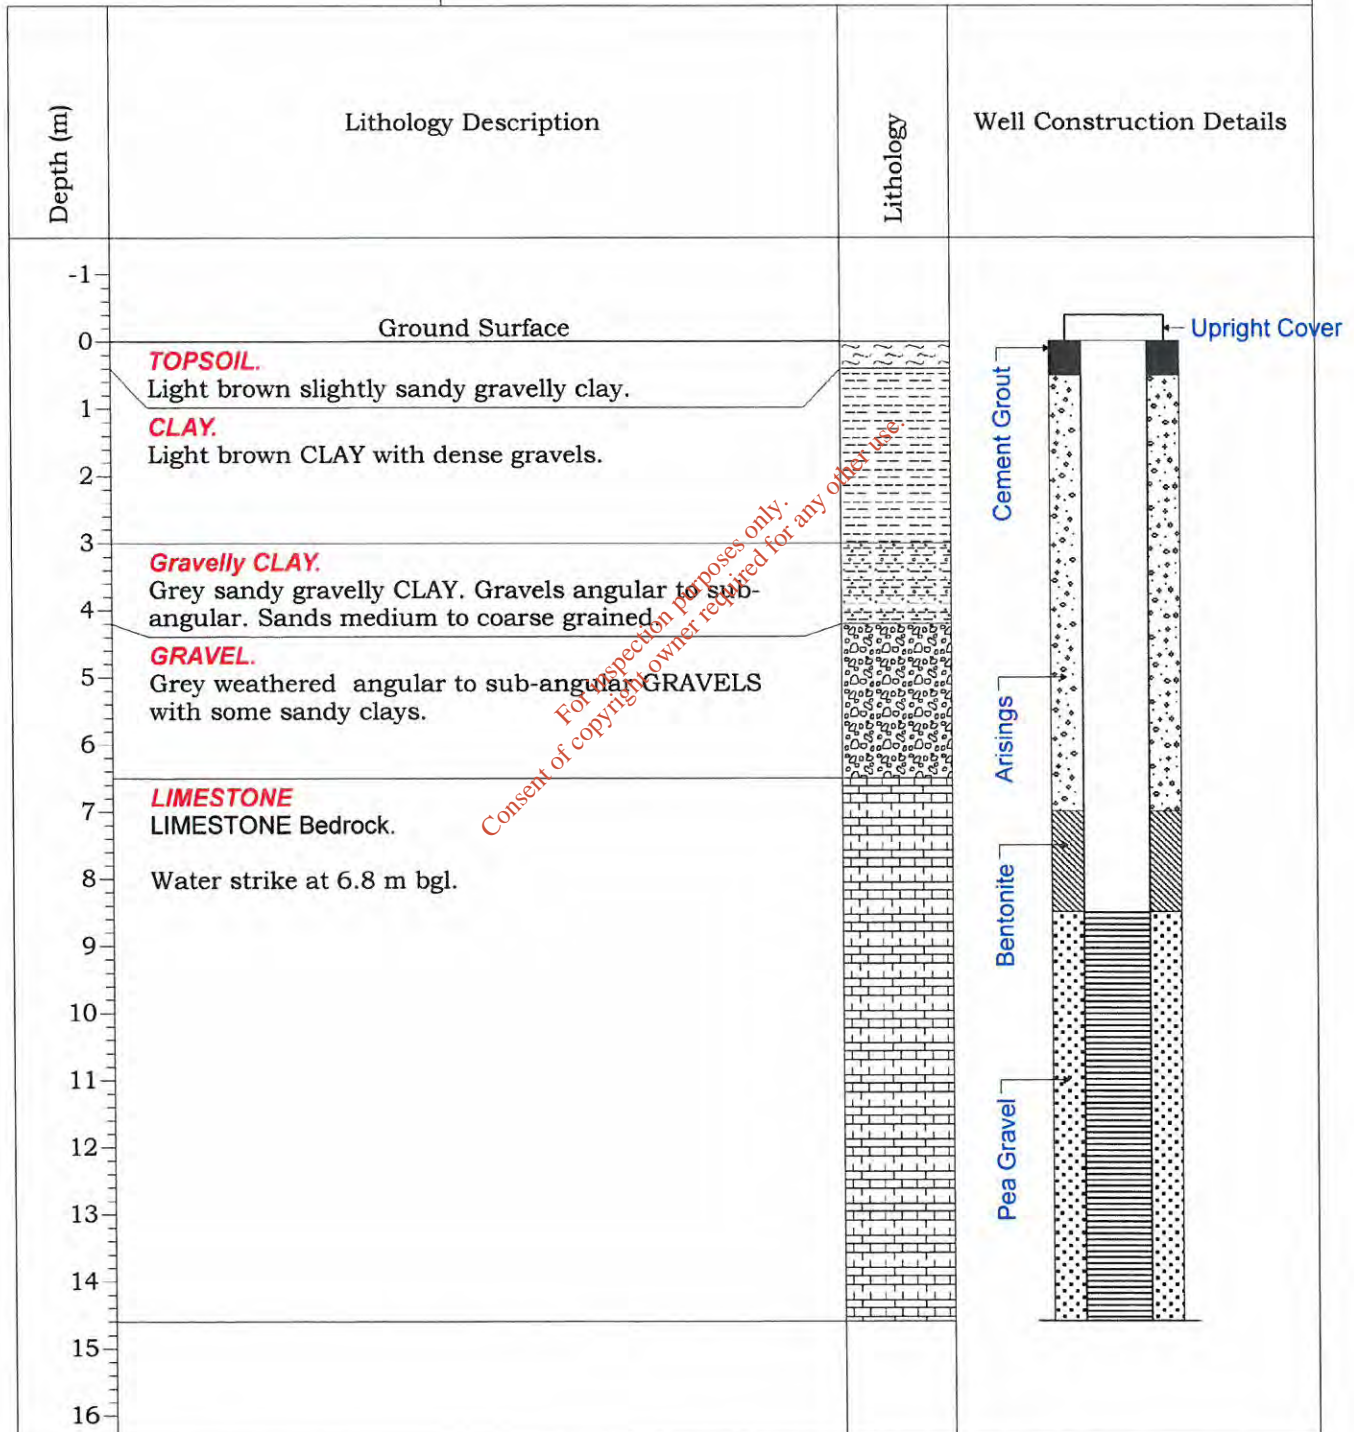 Depth (m)
Lithology Description
Lithology
Well Construction Details
-1
0
1
2
3
4
5
6
7
8
9
10
11
12
13
14
15
16
Ground Surface
TOPSOIL.
Light brown slightly sandy gravelly clay.
CLAY.
Light brown CLAY with dense gravels.
Gravelly CLAY.
Grey sandy gravelly CLAY. Gravels angular to sub-
angular. Sands medium to coarse grained.
GRAVEL.
Grey weathered angular to sub-angular GRAVELS
with some sandy clays.
LIMESTONE
LIMESTONE Bedrock.
Water strike at 6.8 m bgl.
For inspection purposes only.
Consent of copyright owner required for any other use.
Upright Cover
Cement Grout
Arisings
Bentonite
Pea Gravel